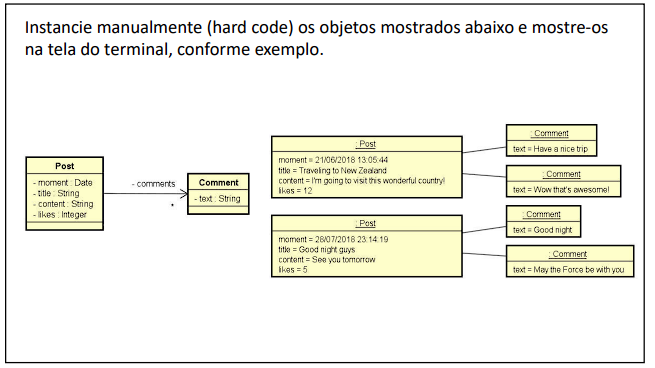 Instancie manualmente (hard code) os objetos mostrados abaixo e mostre-os
na tela do terminal, conforme exemplo.
Post
- moment : Date
- title : String
- content : String
- likes : Integer
- comments
*
Comment
- text : String
: Post
moment = 21/06/2018 13:05:44
title = Traveling to New Zealand
content = I'm going to visit this wonderful country!
likes = 12
: Comment
text = Have a nice trip
: Comment
text = Wow that's awesome!
: Post
moment = 28/07/2018 23:14:19
title = Good night guys
content = See you tomorrow
likes = 5
: Comment
text = Good night
: Comment
text = May the Force be with you